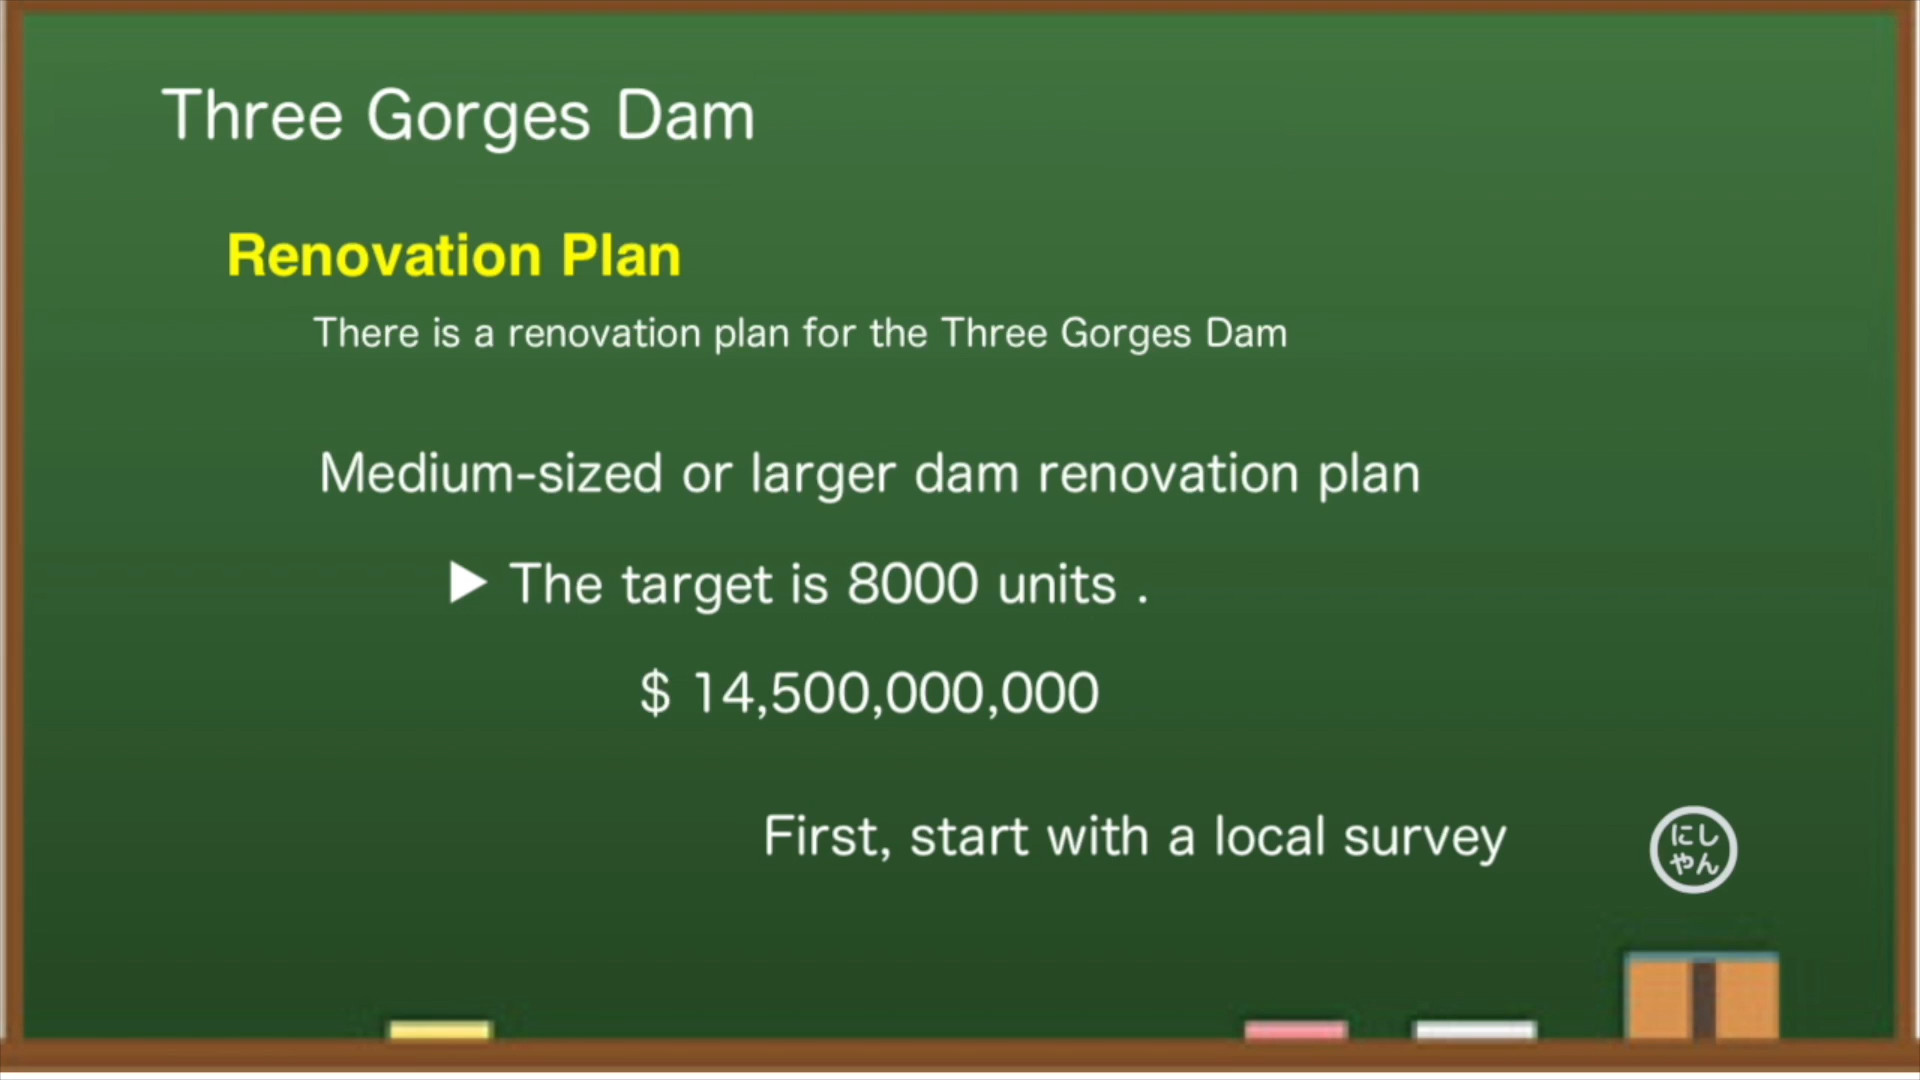 Three Gorges Dam
Renovation Plan
There is a renovation plan for the Three Gorges Dam
Medium-sized or larger dam renovation plan
▶ The target is 8000 units .
$ 14,500,000,000
First, start with a local survey
にし
やん